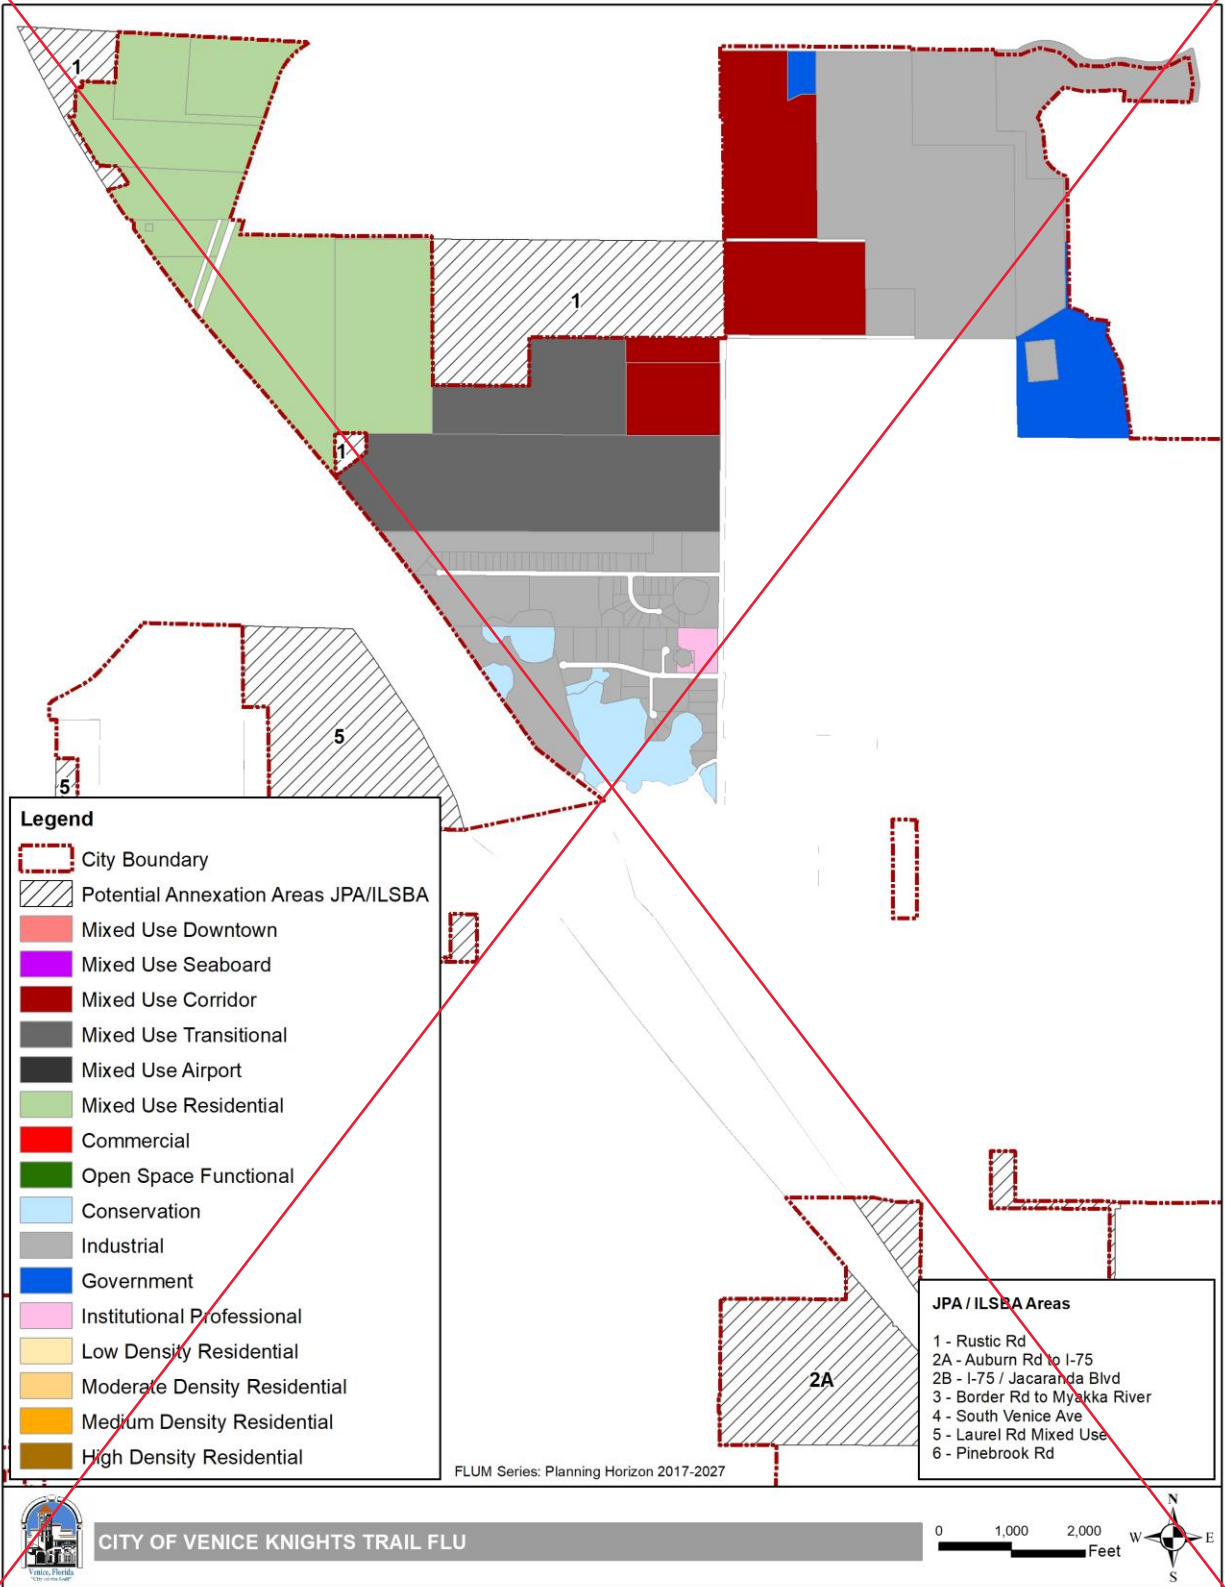 1
1
1
5
5
Legend
City Boundary
Potential Annexation Areas JPA/ILSBA
Mixed Use Downtown
Mixed Use Seaboard
Mixed Use Corridor
Mixed Use Transitional
Mixed Use Airport
Mixed Use Residential
Commercial
Open Space Functional
Conservation
Industrial
Government
Institutional Professional
Low Density Residential
Moderate Density Residential
Medium Density Residential
High Density Residential
2A
JPA / ILSBA Areas
1 - Rustic Rd
2A - Auburn Rd to I-75
2B - I-75 / Jacaranda Blvd
3 - Border Rd to Myakka River
4 - South Venice Ave
5 - Laurel Rd Mixed Use
6 - Pinebrook Rd
FLUM Series: Planning Horizon 2017-2027
Venice, Florida
CITY OF VENICE KNIGHTS TRAIL FLU
0 1,000 2,000
Feet
N
W E
S